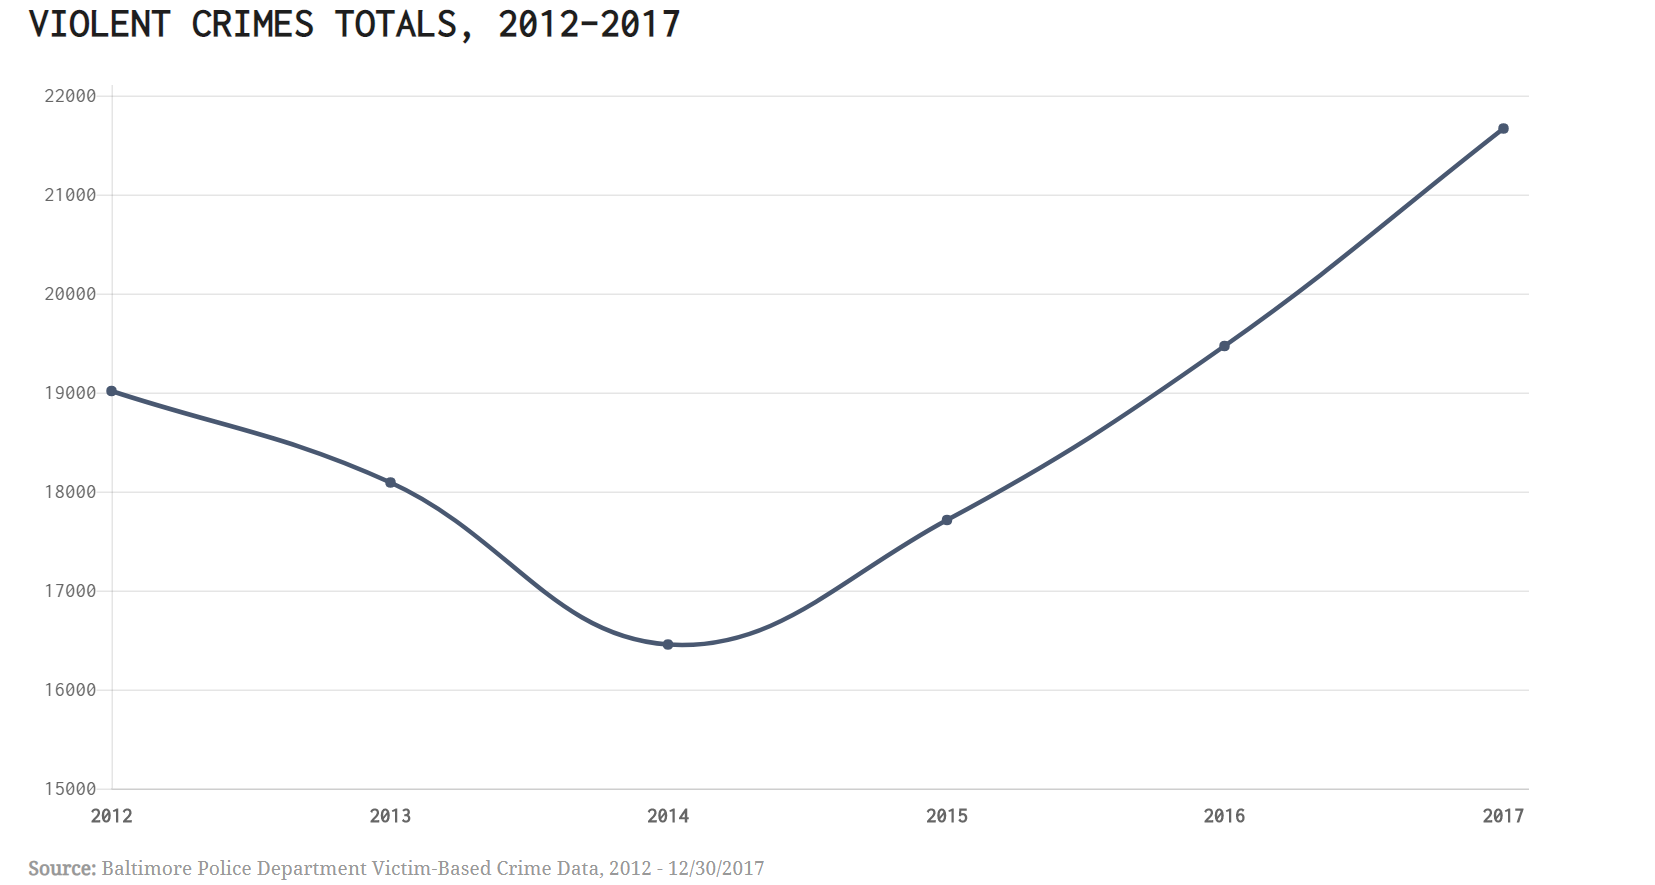 VIOLENT CRIMES TOTALS, 2012-2017
22000
21000
20000
19000
18000
17000
16000
15000
2012 2013 2014 2015 2016 2017
Source: Baltimore Police Department Victim-Based Crime Data, 2012 - 12/30/2017